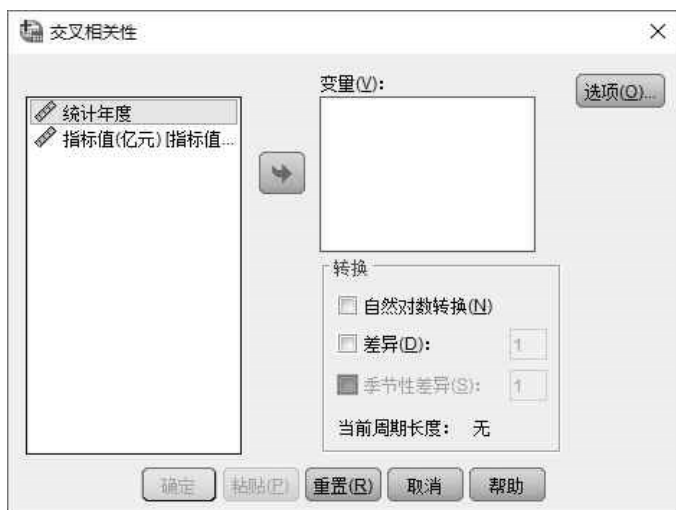 交叉相关性
变量(V):
选项(O)...
统计年度
指标值(亿元) [指标值...
转换
自然对数转换(N)
差异(D):
1
季节性差异(S):
1
当前周期长度： 无
确定
粘贴(P)
重置(R)
取消
帮助